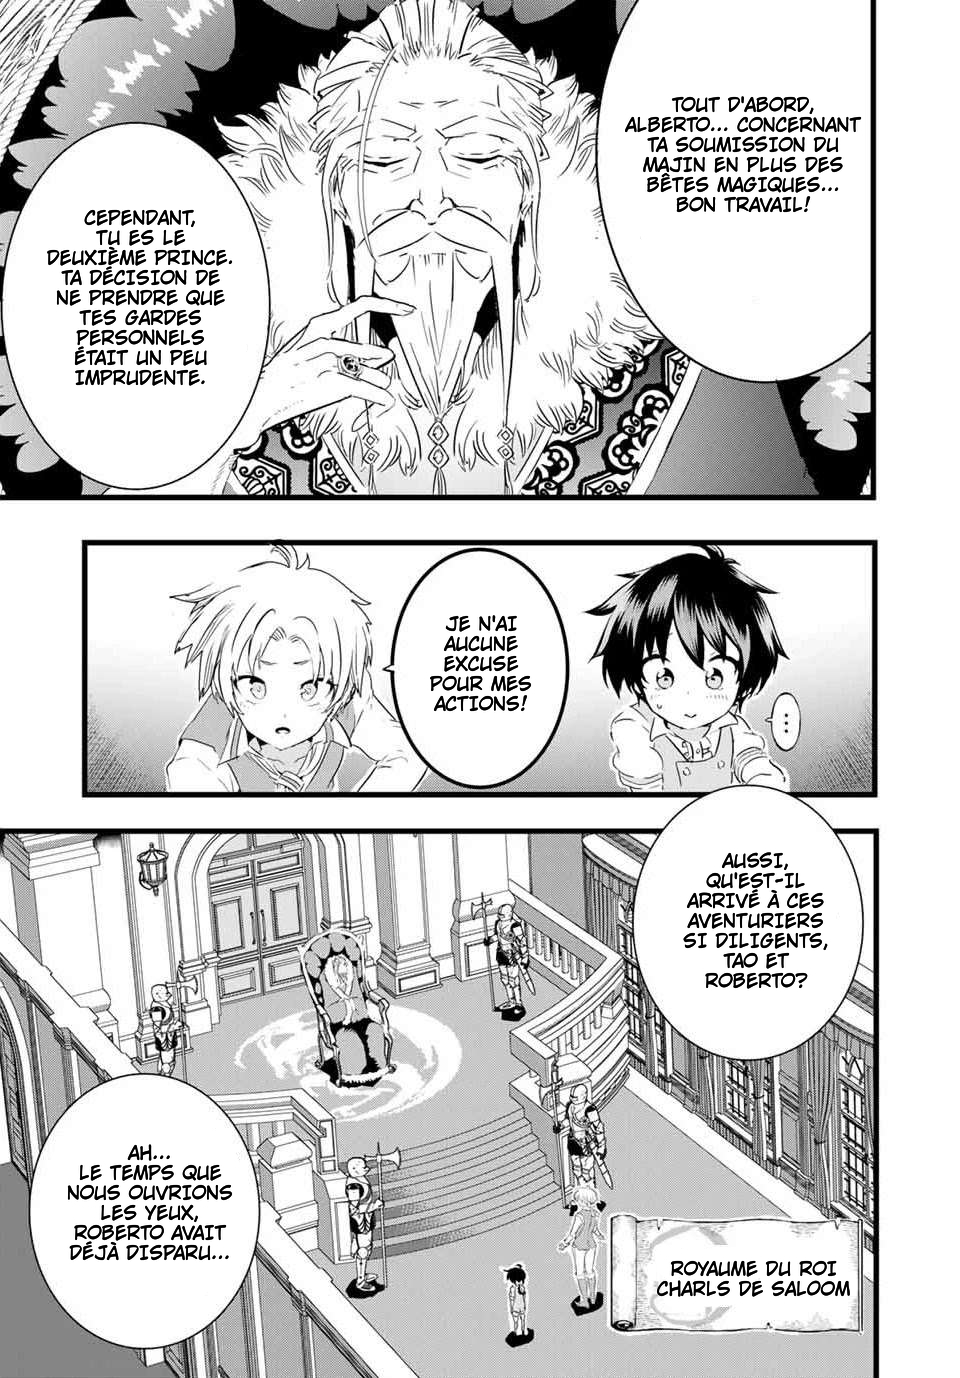 TOUT D'ABORD,
ALBERTO... CONCERNANT
TA SOUMISSION DU
MAJIN EN PLUS DES
BÊTES MAGIQUES...
BON TRAVAIL!
CEPENDANT,
TU ES LE
DEUXIÈME PRINCE.
TA DÉCISION DE
NE PRENDRE QUE
TES GARDES
PERSONNELS
ÉTAIT UN PEU
IMPRUDENTE.
...
JE N'AI
AUCUNE
EXCUSE
POUR MES
ACTIONS!
AUSSI,
QU'EST-IL
ARRIVÉ À CES
AVENTURIERS
SI DILIGENTS,
TAO ET
ROBERTO?
AH...
LE TEMPS QUE
NOUS OUVRIONS
LES YEUX,
ROBERTO AVAIT
DÉJÀ DISPARU...
ROYAUME DU ROI
CHARLS DE SALOOM